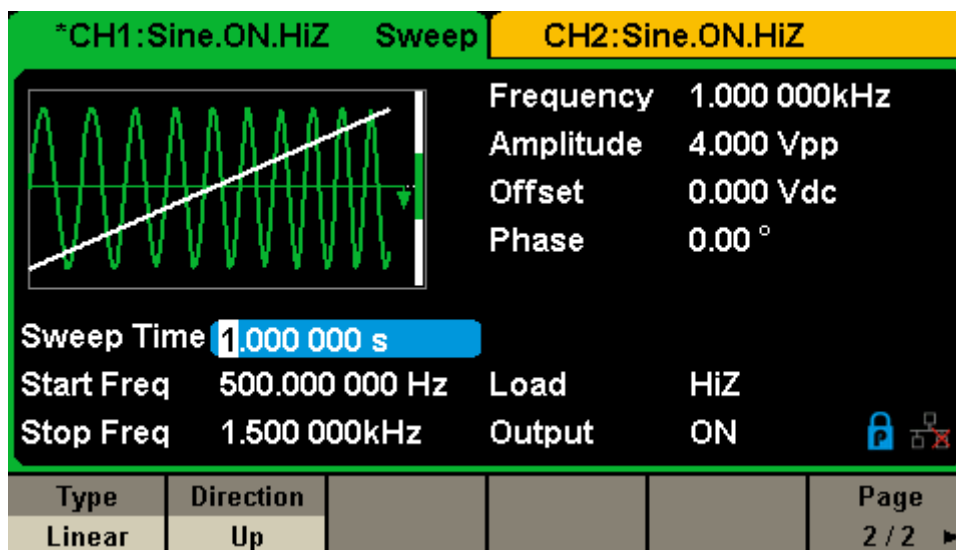 *CH1:Sine.ON.HiZ Sweep CH2:Sine.ON.HiZ
Frequency 1.000 000kHz
Amplitude 4.000 Vpp
Offset 0.000 Vdc
Phase 0.00 °
Sweep Time 1.000 000 s
Start Freq 500.000 000 Hz Load HiZ
Stop Freq 1.500 000kHz Output ON P
Type Direction Page
Linear Up 2 / 2